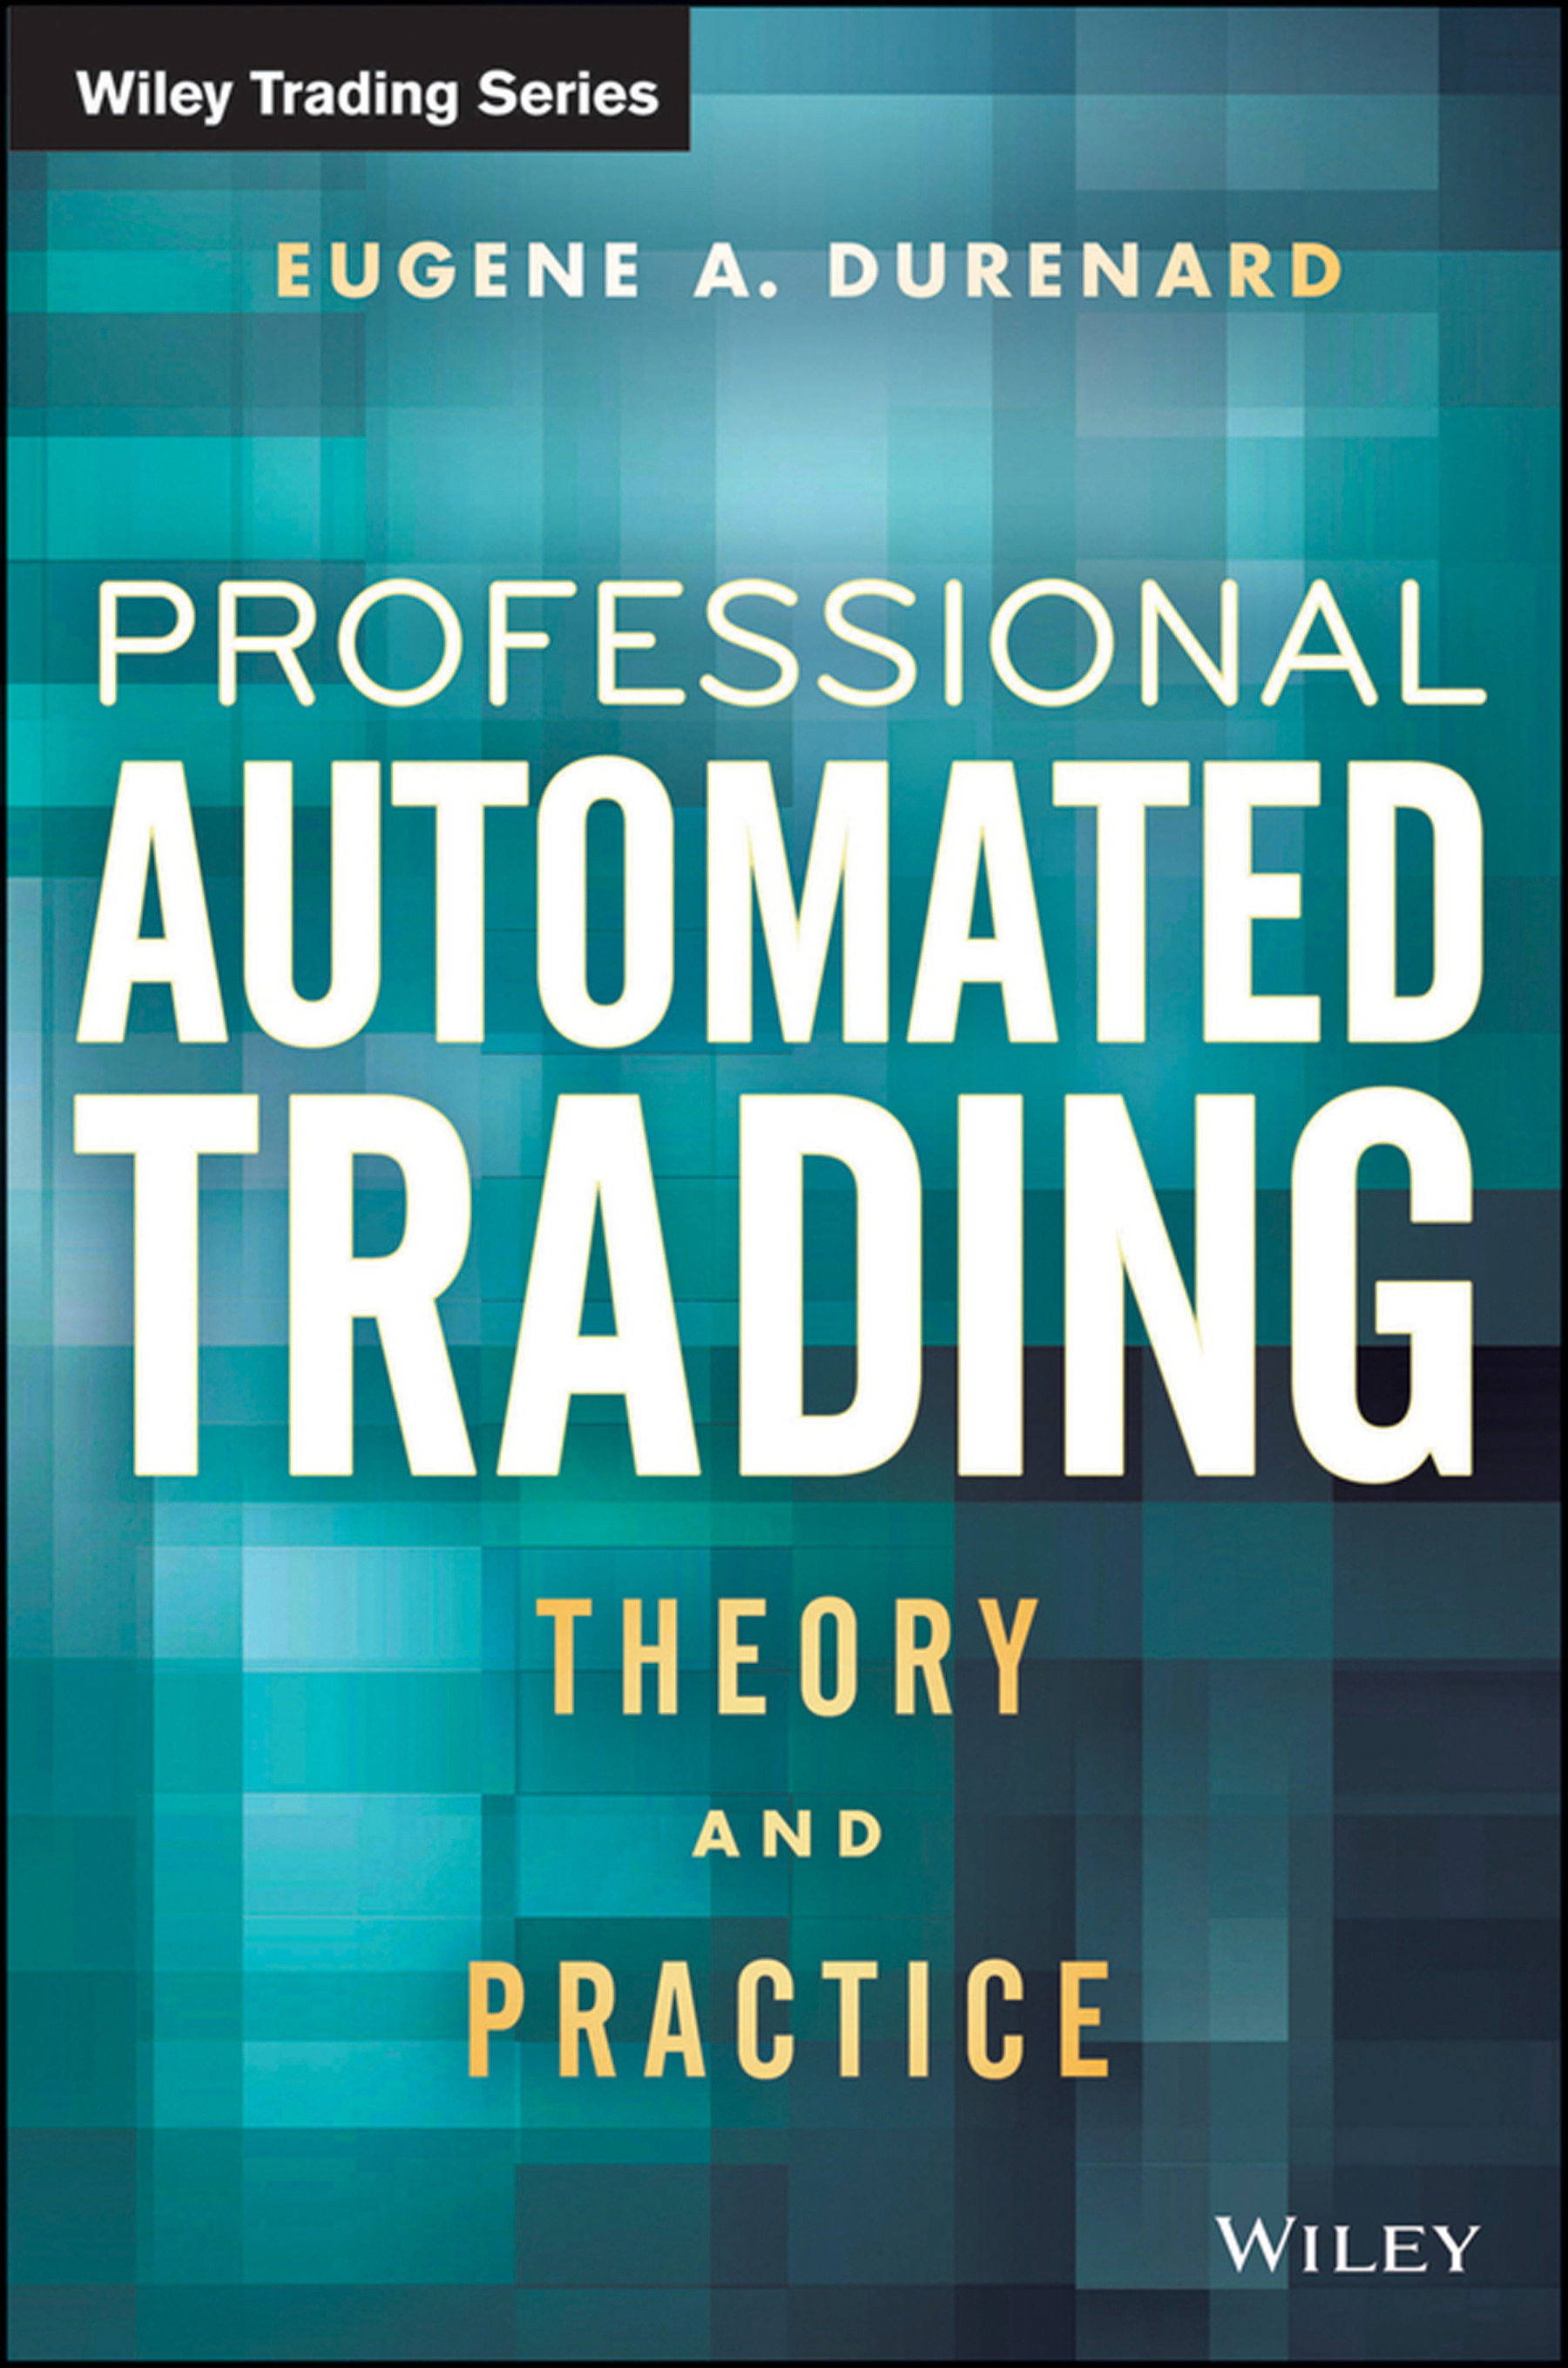 Wiley Trading Series
EUGENE A. DURENARD
PROFESSIONAL
AUTOMATED
TRADING
THEORY
AND
PRACTICE
WILEY